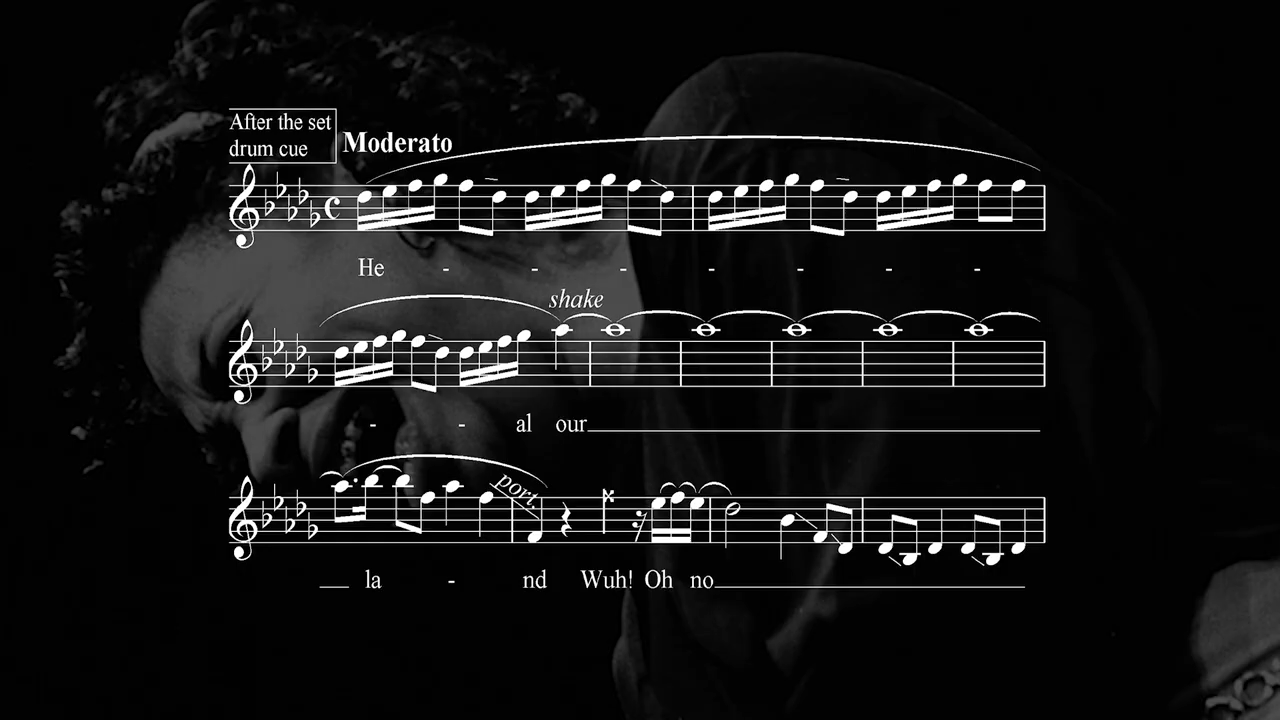 After the set
drum cue
Moderato
He - - - - - - -
shake
- - al our
port.
la - nd Wuh! Oh no